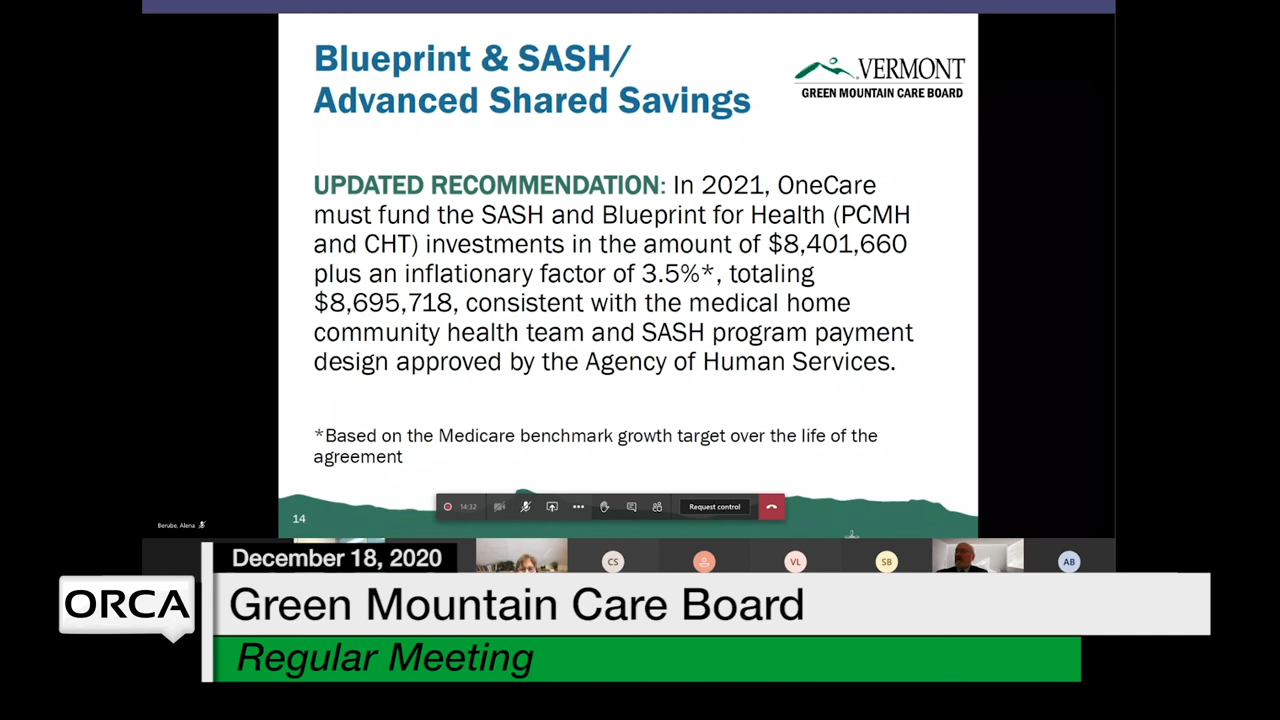 Blueprint & SASH/
Advanced Shared Savings
VERMONT
GREEN MOUNTAIN CARE BOARD
UPDATED RECOMMENDATION: In 2021, OneCare
must fund the SASH and Blueprint for Health (PCMH
and CHT) investments in the amount of $8,401,660
plus an inflationary factor of 3.5%*, totaling
$8,695,718, consistent with the medical home
community health team and SASH program payment
design approved by the Agency of Human Services.
*Based on the Medicare benchmark growth target over the life of the
agreement
14
14:32
Request control
Berube, Alena
CS
VL
SB
AB
December 18, 2020
ORCA
Green Mountain Care Board
Regular Meeting